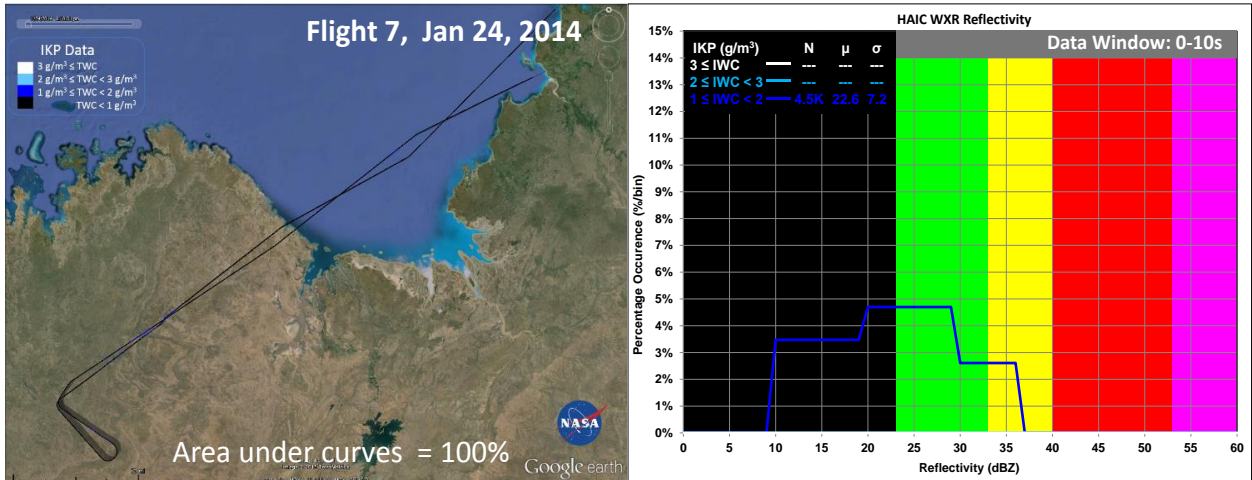 Flight 7, Jan 24, 2014
IKP Data
3 g/m³ ≤ TWC
2 g/m³ ≤ TWC < 3 g/m³
1 g/m³ ≤ TWC < 2 g/m³
TWC < 1 g/m³
NASA
Area under curves = 100%
Google earth
HAIC WXR Reflectivity
Data Window: 0-10s
IKP (g/m³) N µ σ
3 ≤ IWC --- --- ---
2 ≤ IWC < 3 --- --- ---
1 ≤ IWC < 2 4.5K 22.6 7.2
Percentage Occurence (%/bin)
15%
14%
13%
12%
11%
10%
9%
8%
7%
6%
5%
4%
3%
2%
1%
0%
0 5 10 15 20 25 30 35 40 45 50 55 60
Reflectivity (dBZ)